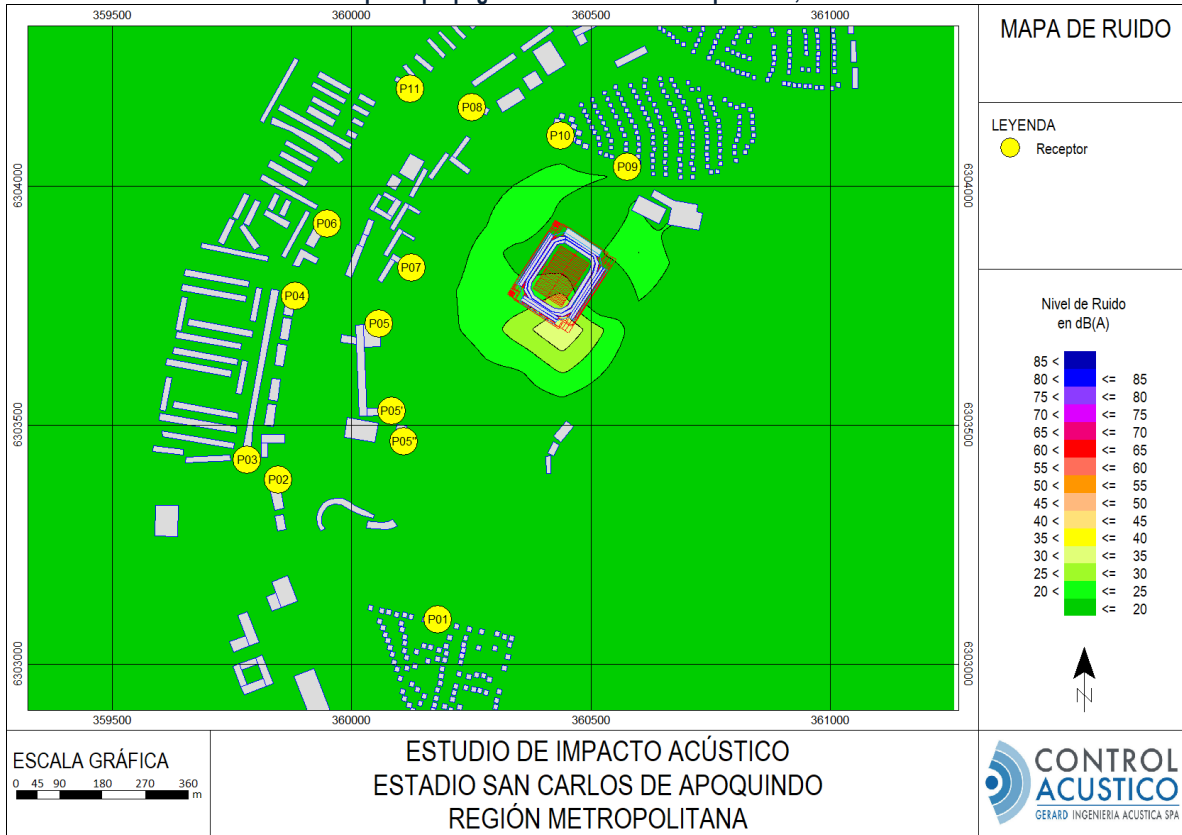 359500 360000 360500 361000
MAPA DE RUIDO
LEYENDA
Receptor
P11
P08
P10
P09
6304000 6304000
P06
P07
P04
P05
P05'
P05"
6303500 6303500
P03
P02
P01
6303000 6303000
359500 360000 360500 361000
Nivel de Ruido
en dB(A)
85 <
80 < <= 85
75 < <= 80
70 < <= 75
65 < <= 70
60 < <= 65
55 < <= 60
50 < <= 55
45 < <= 50
40 < <= 45
35 < <= 40
30 < <= 35
25 < <= 30
20 < <= 25
<= 20
N
ESCALA GRÁFICA
0 45 90 180 270 360
m
ESTUDIO DE IMPACTO ACÚSTICO
ESTADIO SAN CARLOS DE APOQUINDO
REGIÓN METROPOLITANA
CONTROL
ACUSTICO
GERARD INGENIERIA ACUSTICA SPA